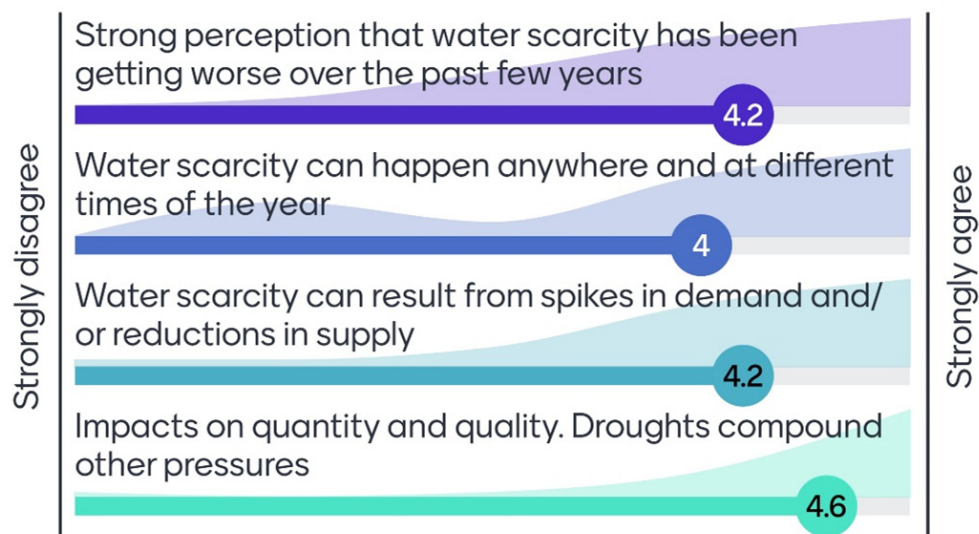 Strongly disagree
Strong perception that water scarcity has been
getting worse over the past few years
4.2
Water scarcity can happen anywhere and at different
times of the year
4
Water scarcity can result from spikes in demand and/
or reductions in supply
4.2
Impacts on quantity and quality. Droughts compound
other pressures
4.6
Strongly agree